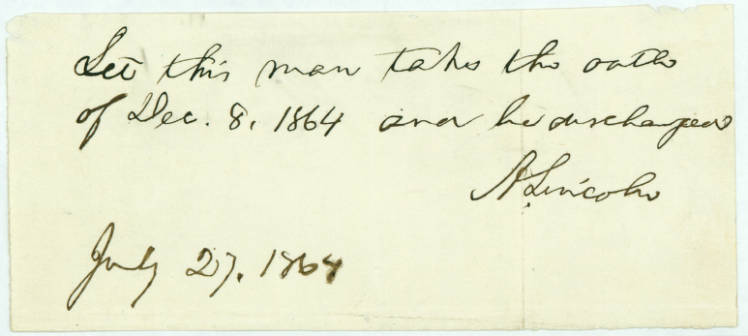 Let this man take the oath
of Dec. 8, 1864 and be discharged
A. Lincoln
July 27, 1864